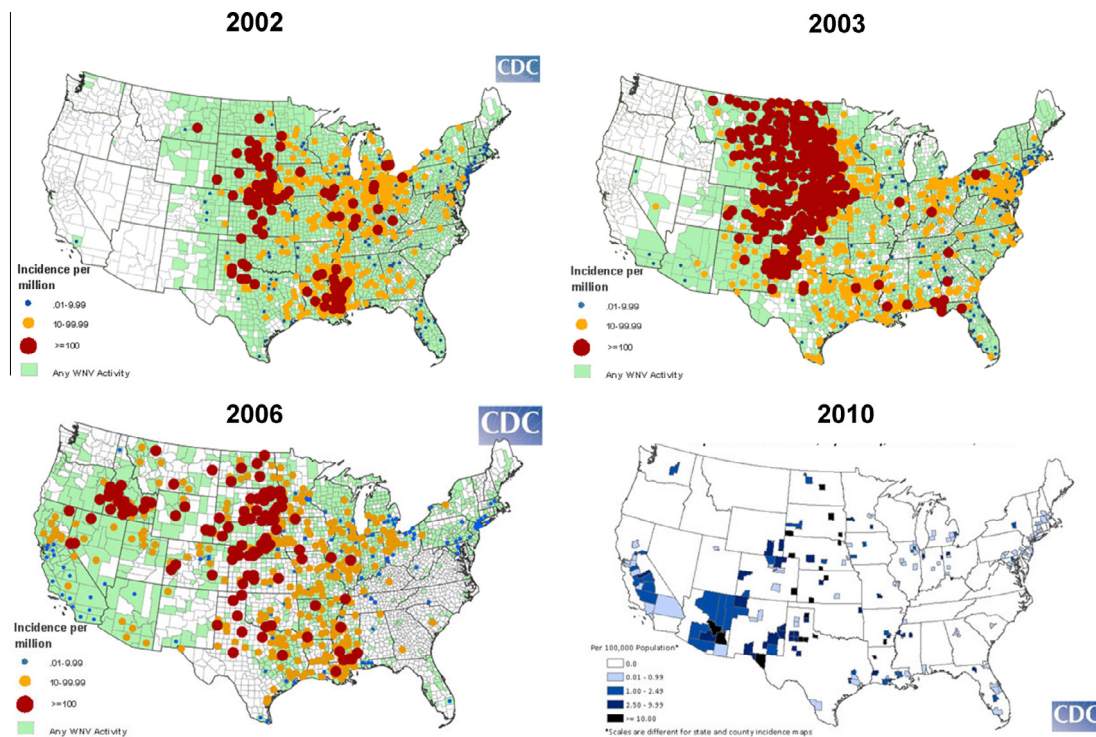 2002
CDC
Incidence per
million
.01-9.99
10-99.99
>=100
Any WNV Activity
2003
Incidence per
million
.01-9.99
10-99.99
>=100
Any WNV Activity
2006
CDC
Incidence per
million
.01-9.99
10-99.99
>=100
Any WNV Activity
2010
Per 100,000 Population*
0.0
0.01 - 0.99
1.00 - 2.49
2.50 - 9.99
>= 10.00
*Scales are different for state and county incidence maps
CDC